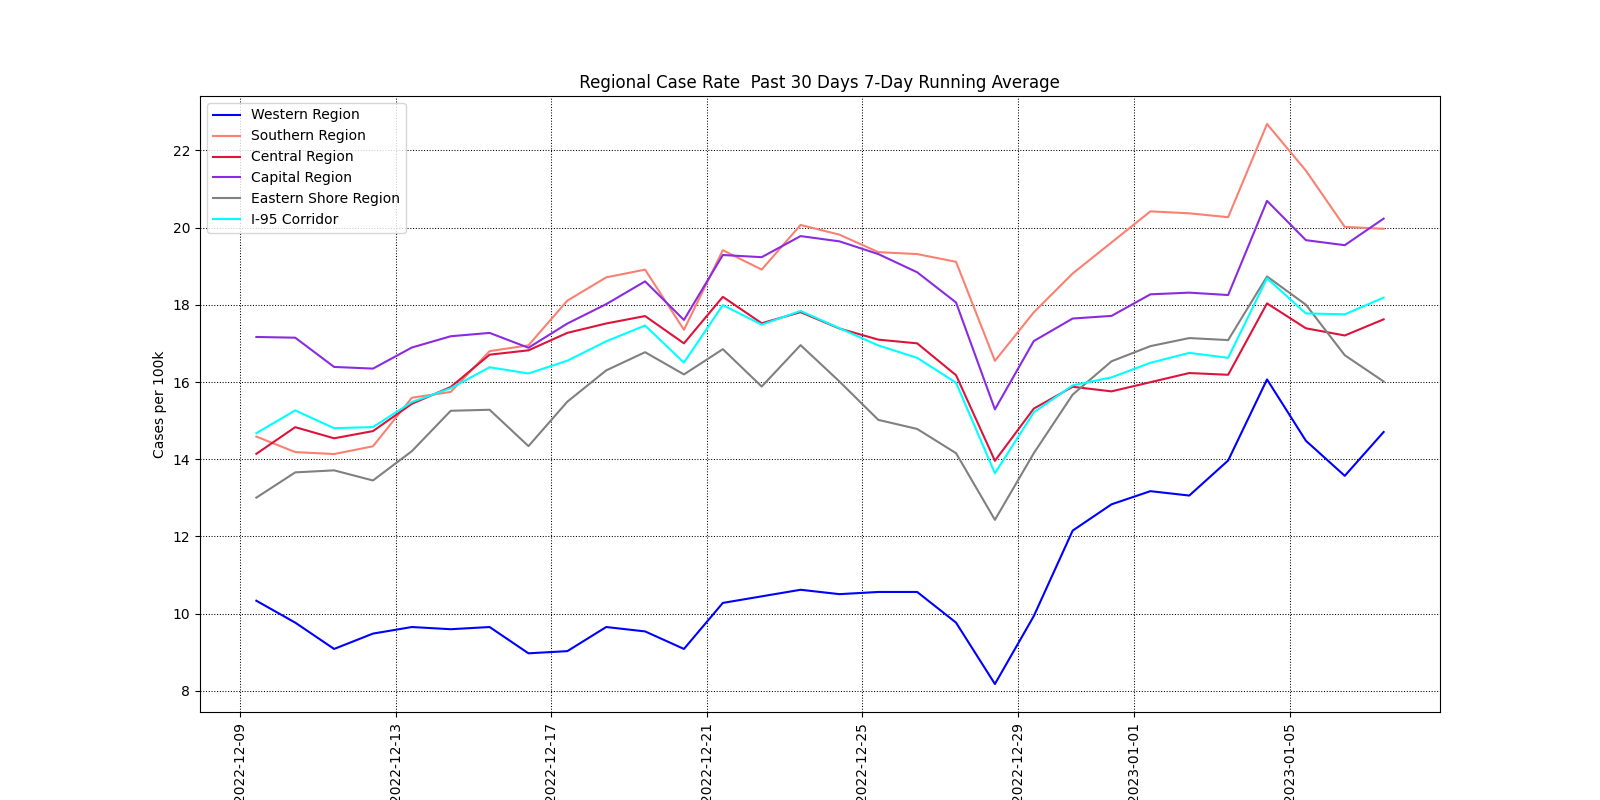 Regional Case Rate  Past 30 Days 7-Day Running Average
Western Region
Southern Region
Central Region
Capital Region
Eastern Shore Region
I-95 Corridor
Cases per 100k
22
20
18
16
14
12
10
8
2022-12-09
2022-12-13
2022-12-17
2022-12-21
2022-12-25
2022-12-29
2023-01-01
2023-01-05